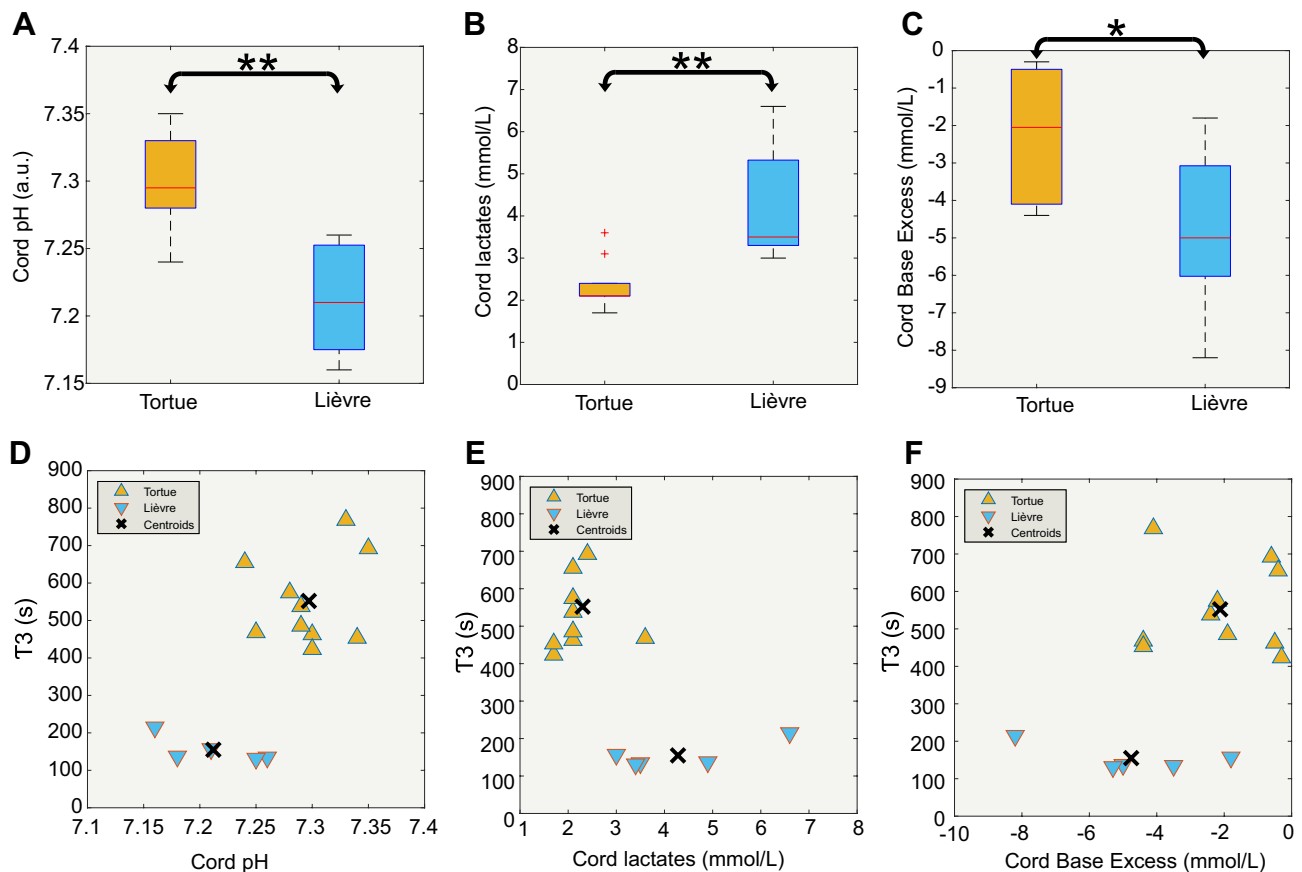 A
7.4
7.35
7.3
7.25
7.2
7.15
Cord pH (a.u.)
**
Tortue
Lièvre
B
8
7
6
5
4
3
2
1
0
Cord lactates (mmol/L)
**
Tortue
Lièvre
C
0
-1
-2
-3
-4
-5
-6
-7
-8
-9
Cord Base Excess (mmol/L)
*
Tortue
Lièvre
D
900
800
700
600
500
400
300
200
100
0
Ƭ3 (s)
Tortue
Lièvre
Centroids
7.1 7.15 7.2 7.25 7.3 7.35 7.4
Cord pH
E
900
800
700
600
500
400
300
200
100
0
Ƭ3 (s)
Tortue
Lièvre
Centroids
1 2 3 4 5 6 7 8
Cord lactates (mmol/L)
F
900
800
700
600
500
400
300
200
100
0
Ƭ3 (s)
Tortue
Lièvre
Centroids
-10 -8 -6 -4 -2 0
Cord Base Excess (mmol/L)